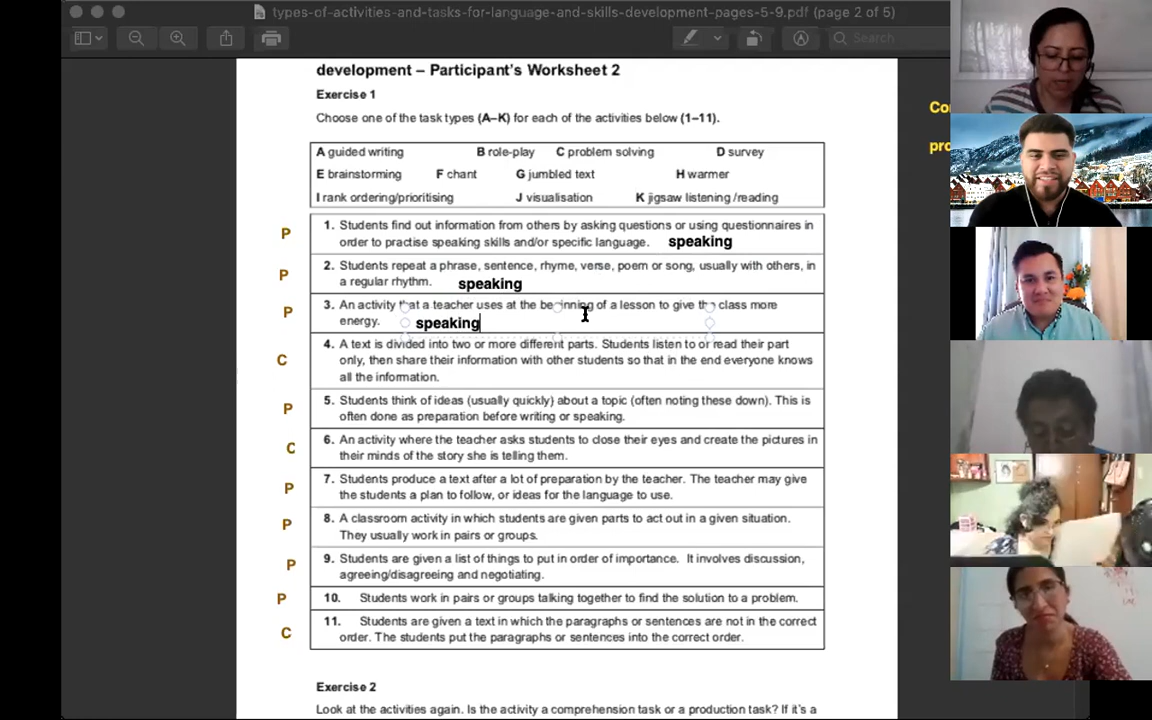 types-of-activities-and-tasks-for-language-and-skills-development-pages-5-9.pdf (page 2 of 5)
Search
development – Participant's Worksheet 2
Exercise 1
Choose one of the task types (A–K) for each of the activities below (1–11).
A guided writing B role-play C problem solving D survey
E brainstorming F chant G jumbled text H warmer
I rank ordering/prioritising J visualisation K jigsaw listening /reading
P 1. Students find out information from others by asking questions or using questionnaires in
order to practise speaking skills and/or specific language. speaking
P 2. Students repeat a phrase, sentence, rhyme, verse, poem or song, usually with others, in
a regular rhythm. speaking
P 3. An activity that a teacher uses at the beginning of a lesson to give the class more
energy. speaking
C 4. A text is divided into two or more different parts. Students listen to or read their part
only, then share their information with other students so that in the end everyone knows
all the information.
P 5. Students think of ideas (usually quickly) about a topic (often noting these down). This is
often done as preparation before writing or speaking.
C 6. An activity where the teacher asks students to close their eyes and create the pictures in
their minds of the story she is telling them.
P 7. Students produce a text after a lot of preparation by the teacher. The teacher may give
the students a plan to follow, or ideas for the language to use.
P 8. A classroom activity in which students are given parts to act out in a given situation.
They usually work in pairs or groups.
P 9. Students are given a list of things to put in order of importance. It involves discussion,
agreeing/disagreeing and negotiating.
P 10. Students work in pairs or groups talking together to find the solution to a problem.
C 11. Students are given a text in which the paragraphs or sentences are not in the correct
order. The students put the paragraphs or sentences into the correct order.
Exercise 2
Look at the activities again. Is the activity a comprehension task or a production task? If it's a